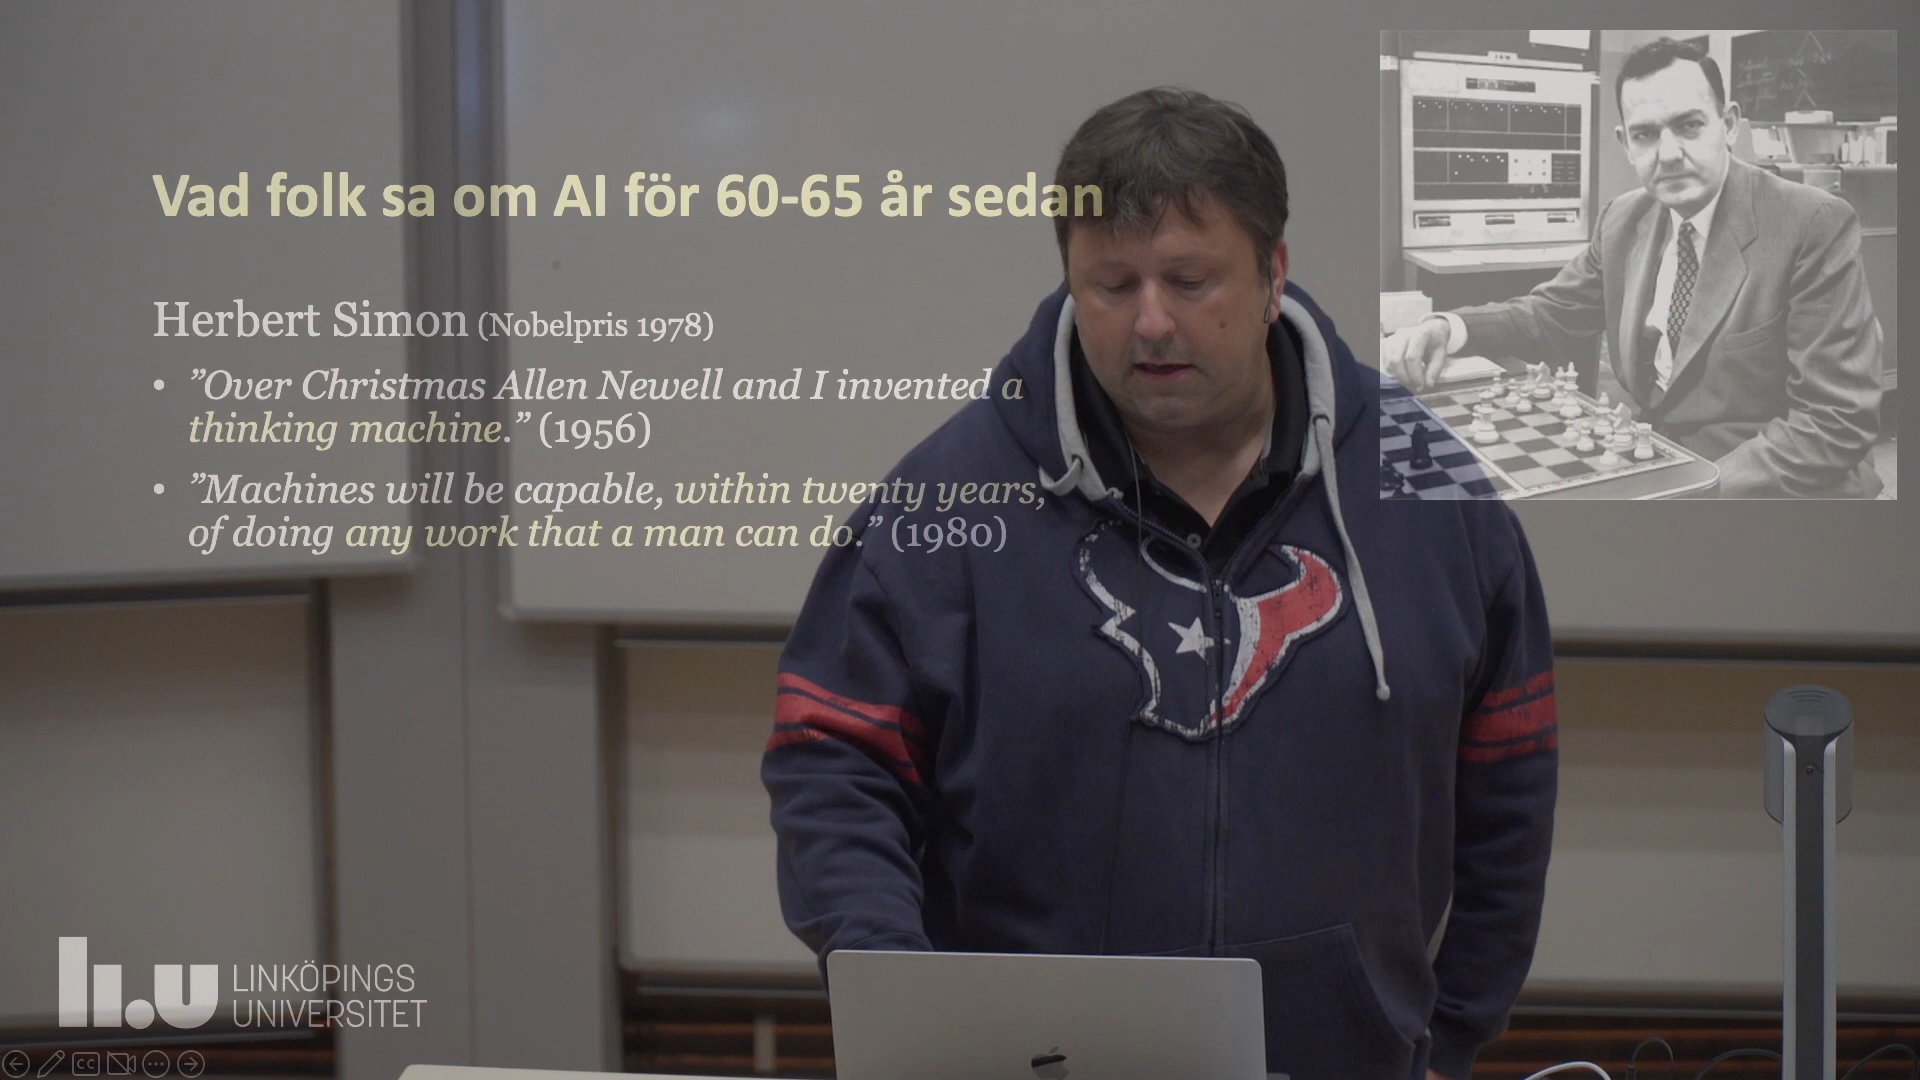 Vad folk sa om AI för 60-65 år sedan
Herbert Simon (Nobelpris 1978)
• ”Over Christmas Allen Newell and I invented a
thinking machine.” (1956)
• ”Machines will be capable, within twenty years,
of doing any work that a man can do.” (1980)
li.u LINKÖPINGS
UNIVERSITET
CC